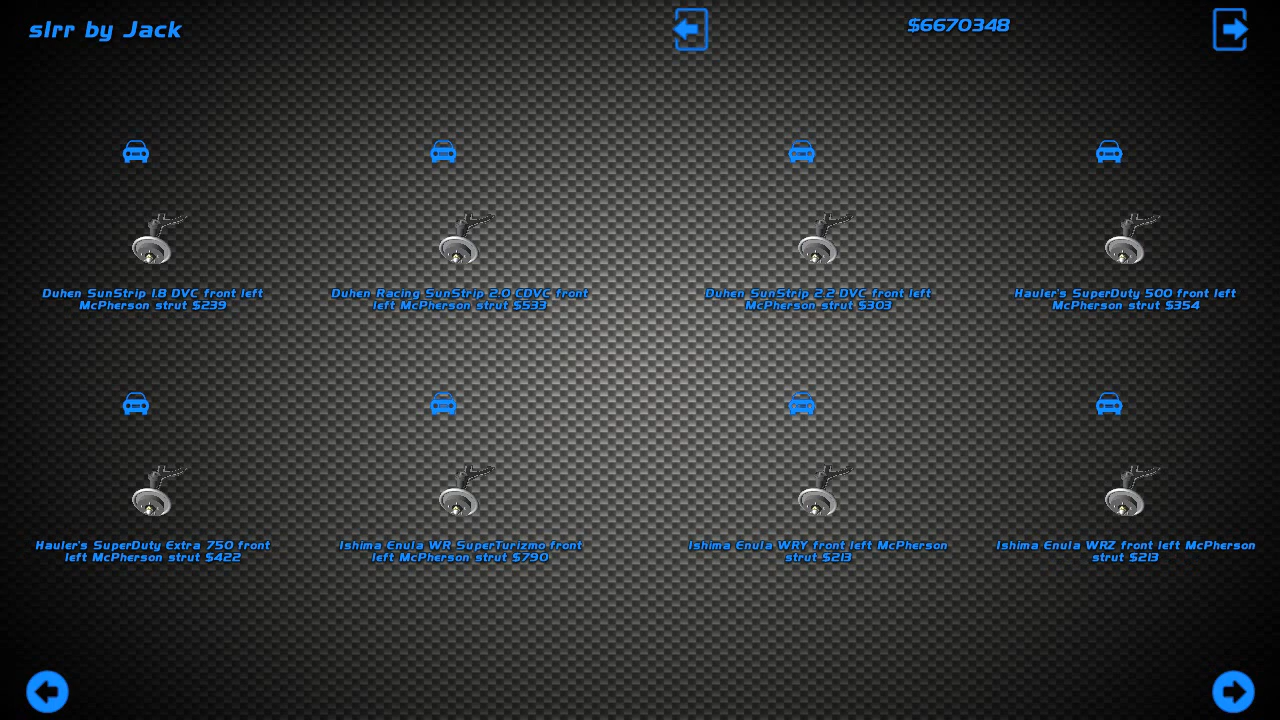 slrr by Jack
$6670348
Duhen SunStrip 1.8 DVC front left
McPherson strut $239
Duhen Racing SunStrip 2.0 CDVC front
left McPherson strut $533
Duhen SunStrip 2.2 DVC front left
McPherson strut $303
Hauler's SuperDuty 500 front left
McPherson strut $354
Hauler's SuperDuty Extra 750 front
left McPherson strut $422
Ishima Enula WR SuperTurizmo front
left McPherson strut $790
Ishima Enula WRY front left McPherson
strut $213
Ishima Enula WRZ front left McPherson
strut $213